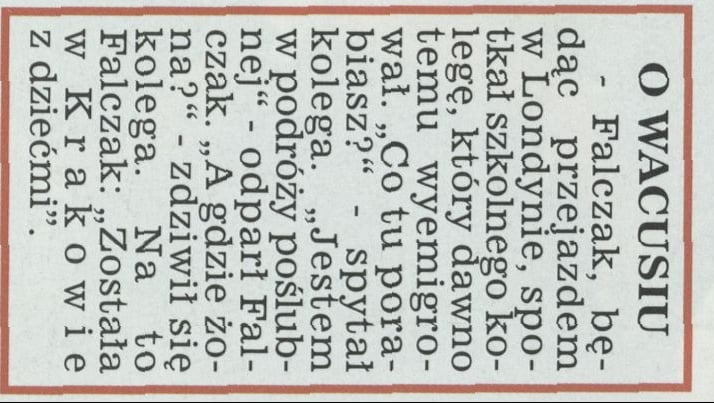 O WACUSIU
- Falczak, bę-
dąc przejazdem
w Londynie, spo-
tkał szkolnego ko-
legę, który dawno
temu wyemigro-
wał. „Co tu pora-
biasz?“ - spytał
kolega. „Jestem
w podróży poślub-
nej“ - odparł Fal-
czak. „A gdzie żo-
na?“ - zdziwił się
kolega. Na to
Falczak: „Została
w Krakowie
z dziećmi”.